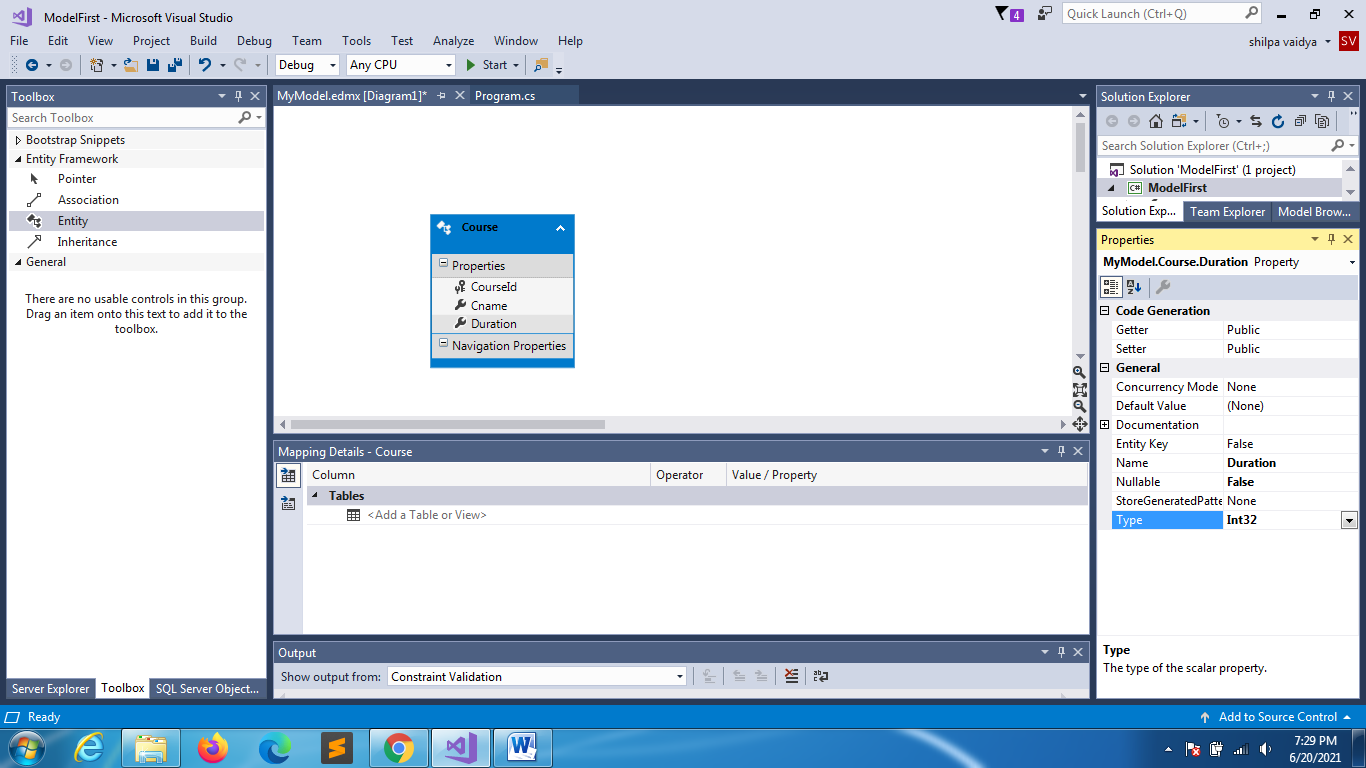 ModelFirst - Microsoft Visual Studio
4
Quick Launch (Ctrl+Q)
File Edit View Project Build Debug Team Tools Test Analyze Window Help
shilpa vaidya SV
Debug Any CPU Start
Toolbox
Search Toolbox
Bootstrap Snippets
Entity Framework
Pointer
Association
Entity
Inheritance
General
There are no usable controls in this group.
Drag an item onto this text to add it to the
toolbox.
Server Explorer Toolbox SQL Server Object...
MyModel.edmx [Diagram1]* Program.cs
Course
Properties
CourseId
Cname
Duration
Navigation Properties
Mapping Details - Course
Column Operator Value / Property
Tables
<Add a Table or View>
Output
Show output from: Constraint Validation
Solution Explorer
Search Solution Explorer (Ctrl+;)
Solution 'ModelFirst' (1 project)
C# ModelFirst
Solution Exp... Team Explorer Model Brow...
Properties
MyModel.Course.Duration Property
Code Generation
Getter Public
Setter Public
General
Concurrency Mode None
Default Value (None)
Documentation
Entity Key False
Name Duration
Nullable False
StoreGeneratedPatte None
Type Int32
Type
The type of the scalar property.
Ready
Add to Source Control
7:29 PM
6/20/2021